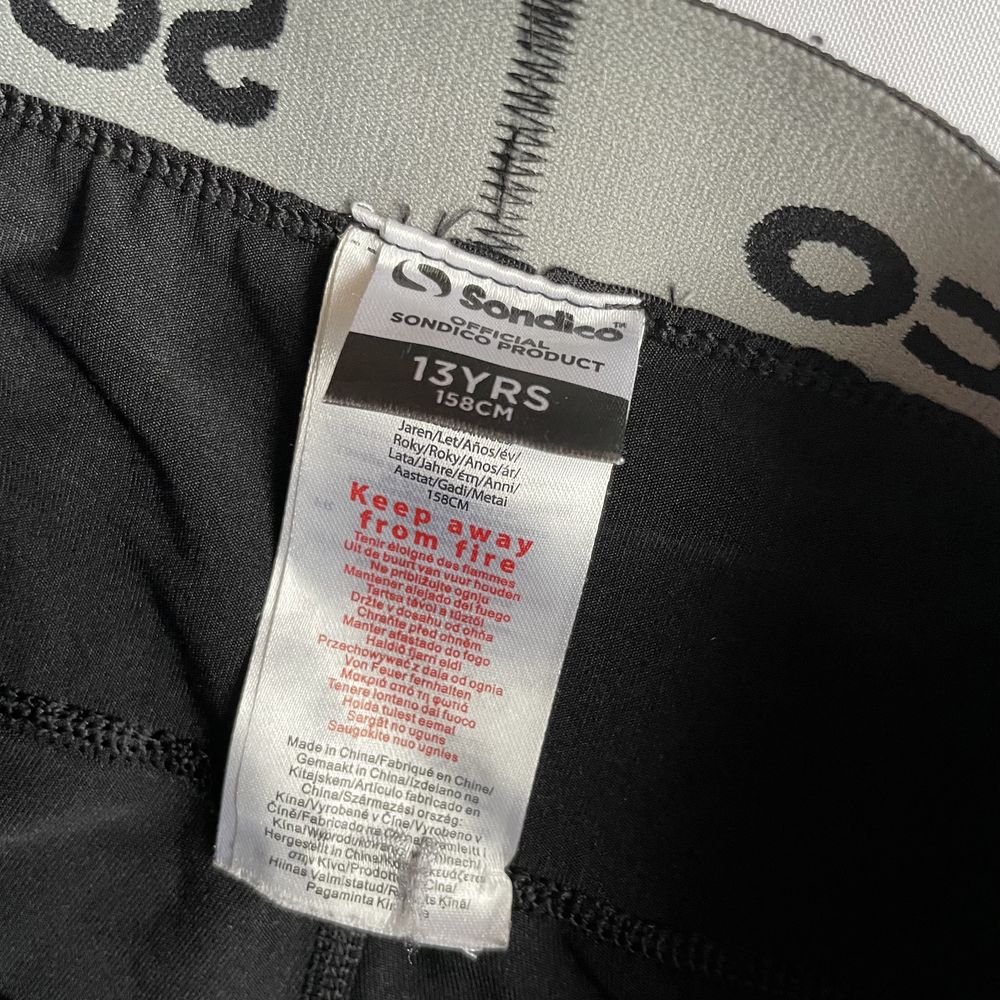 Sondico™
OFFICIAL
SONDICO PRODUCT
13YRS
158CM
Jaren/Let/Años/év/
Roky/Roky/Anos/ár/
Lata/Jahre/έτη/Anni/
Aastat/Gadi/Metai
158CM
Keep away
from fire
Tenir éloigné des flammes
Uit de buurt van vuur houden
Ne približujte ognju
Mantener alejado del fuego
Tartsa távol a tűztől
Držte v dosahu od ohňa
Chraňte před ohněm
Manter afastado do fogo
Haldið fjarri eldi
Przechowywać z dala od ognia
Von Feuer fernhalten
Μακριά από τη φωτιά
Tenere lontano dal fuoco
Hoida tulest eemal
Sargāt no uguns
Saugokite nuo ugnies
Made in China/Fabriqué en Chine/
Gemaakt in China/Izdelano na
Kitajskem/Artículo fabricado en
China/Származási ország:
Kína/Vyrobené v Číne/Vyrobeno v
Číně/Fabricado na China/Framleitt í
Kína/Wyprodukowano
Hergestellt in China/
στην Κίνα/
Hiinas valmistatud/
Pagaminta